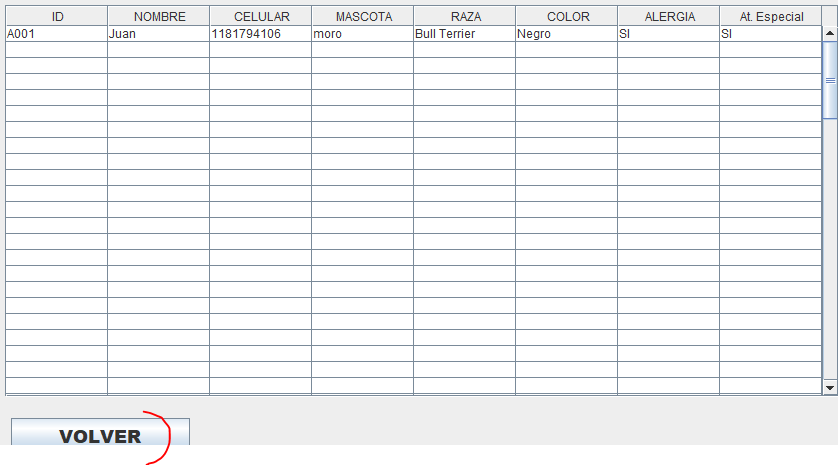 ID NOMBRE CELULAR MASCOTA RAZA COLOR ALERGIA At. Especial
A001 Juan 1181794106 moro Bull Terrier Negro SI SI
VOLVER